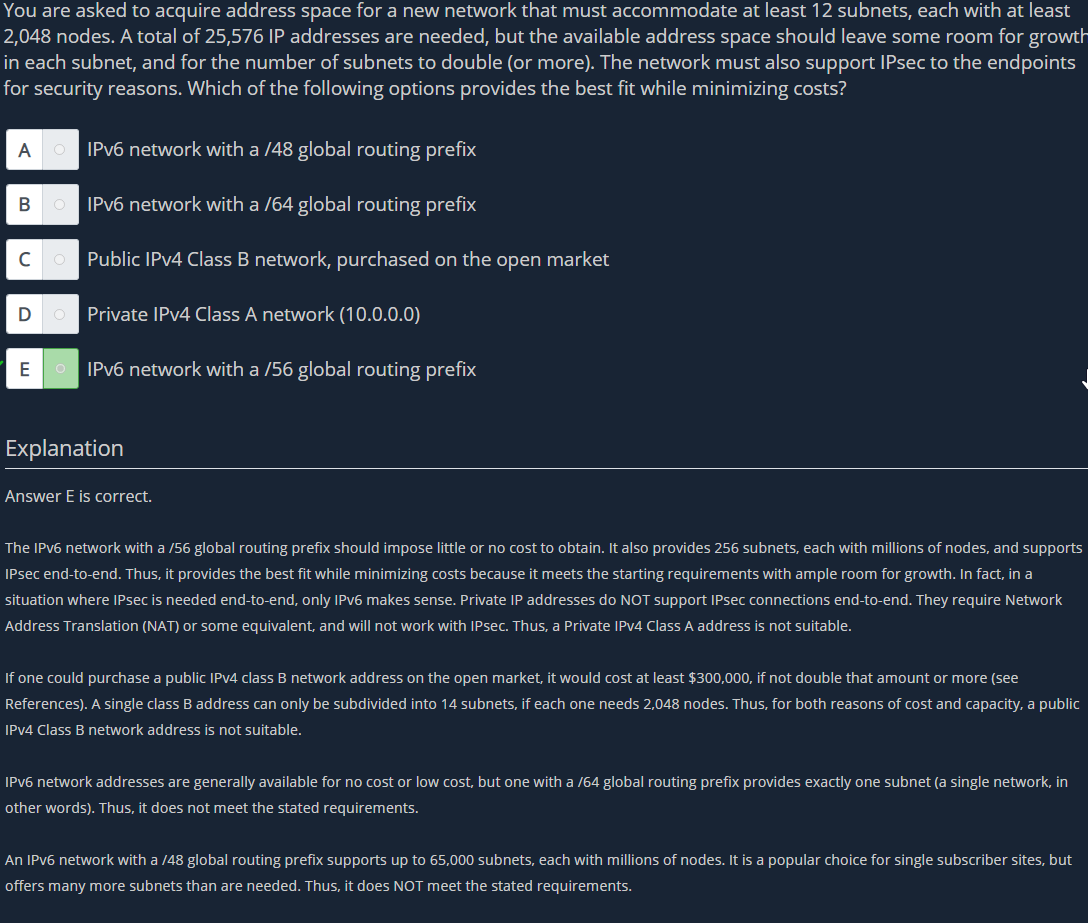 You are asked to acquire address space for a new network that must accommodate at least 12 subnets, each with at least
2,048 nodes. A total of 25,576 IP addresses are needed, but the available address space should leave some room for growth
in each subnet, and for the number of subnets to double (or more). The network must also support IPsec to the endpoints
for security reasons. Which of the following options provides the best fit while minimizing costs?
A IPv6 network with a /48 global routing prefix
B IPv6 network with a /64 global routing prefix
C Public IPv4 Class B network, purchased on the open market
D Private IPv4 Class A network (10.0.0.0)
E IPv6 network with a /56 global routing prefix
Explanation
Answer E is correct.
The IPv6 network with a /56 global routing prefix should impose little or no cost to obtain. It also provides 256 subnets, each with millions of nodes, and supports
IPsec end-to-end. Thus, it provides the best fit while minimizing costs because it meets the starting requirements with ample room for growth. In fact, in a
situation where IPsec is needed end-to-end, only IPv6 makes sense. Private IP addresses do NOT support IPsec connections end-to-end. They require Network
Address Translation (NAT) or some equivalent, and will not work with IPsec. Thus, a Private IPv4 Class A address is not suitable.
If one could purchase a public IPv4 class B network address on the open market, it would cost at least $300,000, if not double that amount or more (see
References). A single class B address can only be subdivided into 14 subnets, if each one needs 2,048 nodes. Thus, for both reasons of cost and capacity, a public
IPv4 Class B network address is not suitable.
IPv6 network addresses are generally available for no cost or low cost, but one with a /64 global routing prefix provides exactly one subnet (a single network, in
other words). Thus, it does not meet the stated requirements.
An IPv6 network with a /48 global routing prefix supports up to 65,000 subnets, each with millions of nodes. It is a popular choice for single subscriber sites, but
offers many more subnets than are needed. Thus, it does NOT meet the stated requirements.